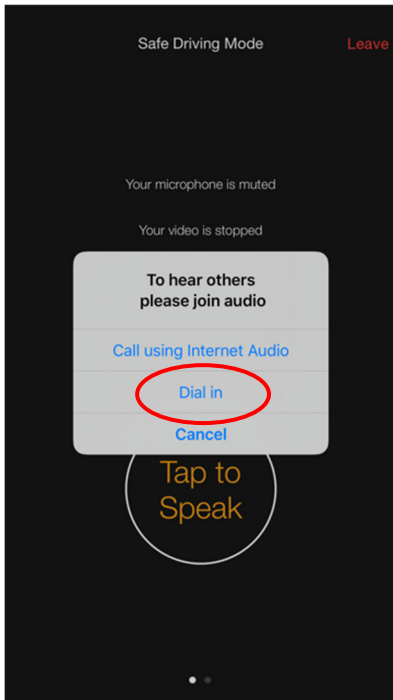 Safe Driving Mode
Leave
Your microphone is muted
Your video is stopped
To hear others
please join audio
Call using Internet Audio
Dial in
Cancel
Tap to
Speak